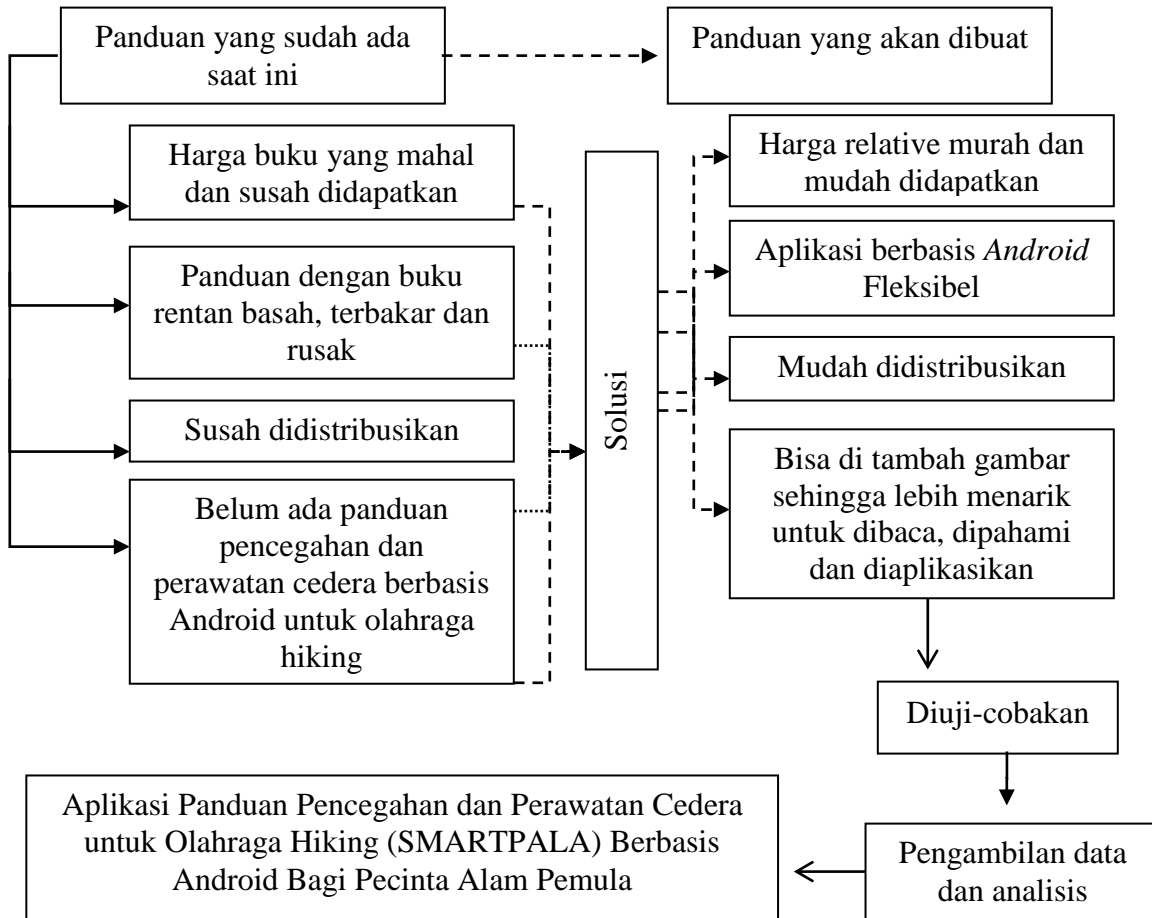 Panduan yang sudah ada
saat ini
Panduan yang akan dibuat
Harga buku yang mahal
dan susah didapatkan
Panduan dengan buku
rentan basah, terbakar dan
rusak
Susah didistribusikan
Belum ada panduan
pencegahan dan
perawatan cedera berbasis
Android untuk olahraga
hiking
Solusi
Harga relative murah dan
mudah didapatkan
Aplikasi berbasis Android
Fleksibel
Mudah didistribusikan
Bisa di tambah gambar
sehingga lebih menarik
untuk dibaca, dipahami
dan diaplikasikan
Diuji-cobakan
Pengambilan data
dan analisis
Aplikasi Panduan Pencegahan dan Perawatan Cedera
untuk Olahraga Hiking (SMARTPALA) Berbasis
Android Bagi Pecinta Alam Pemula